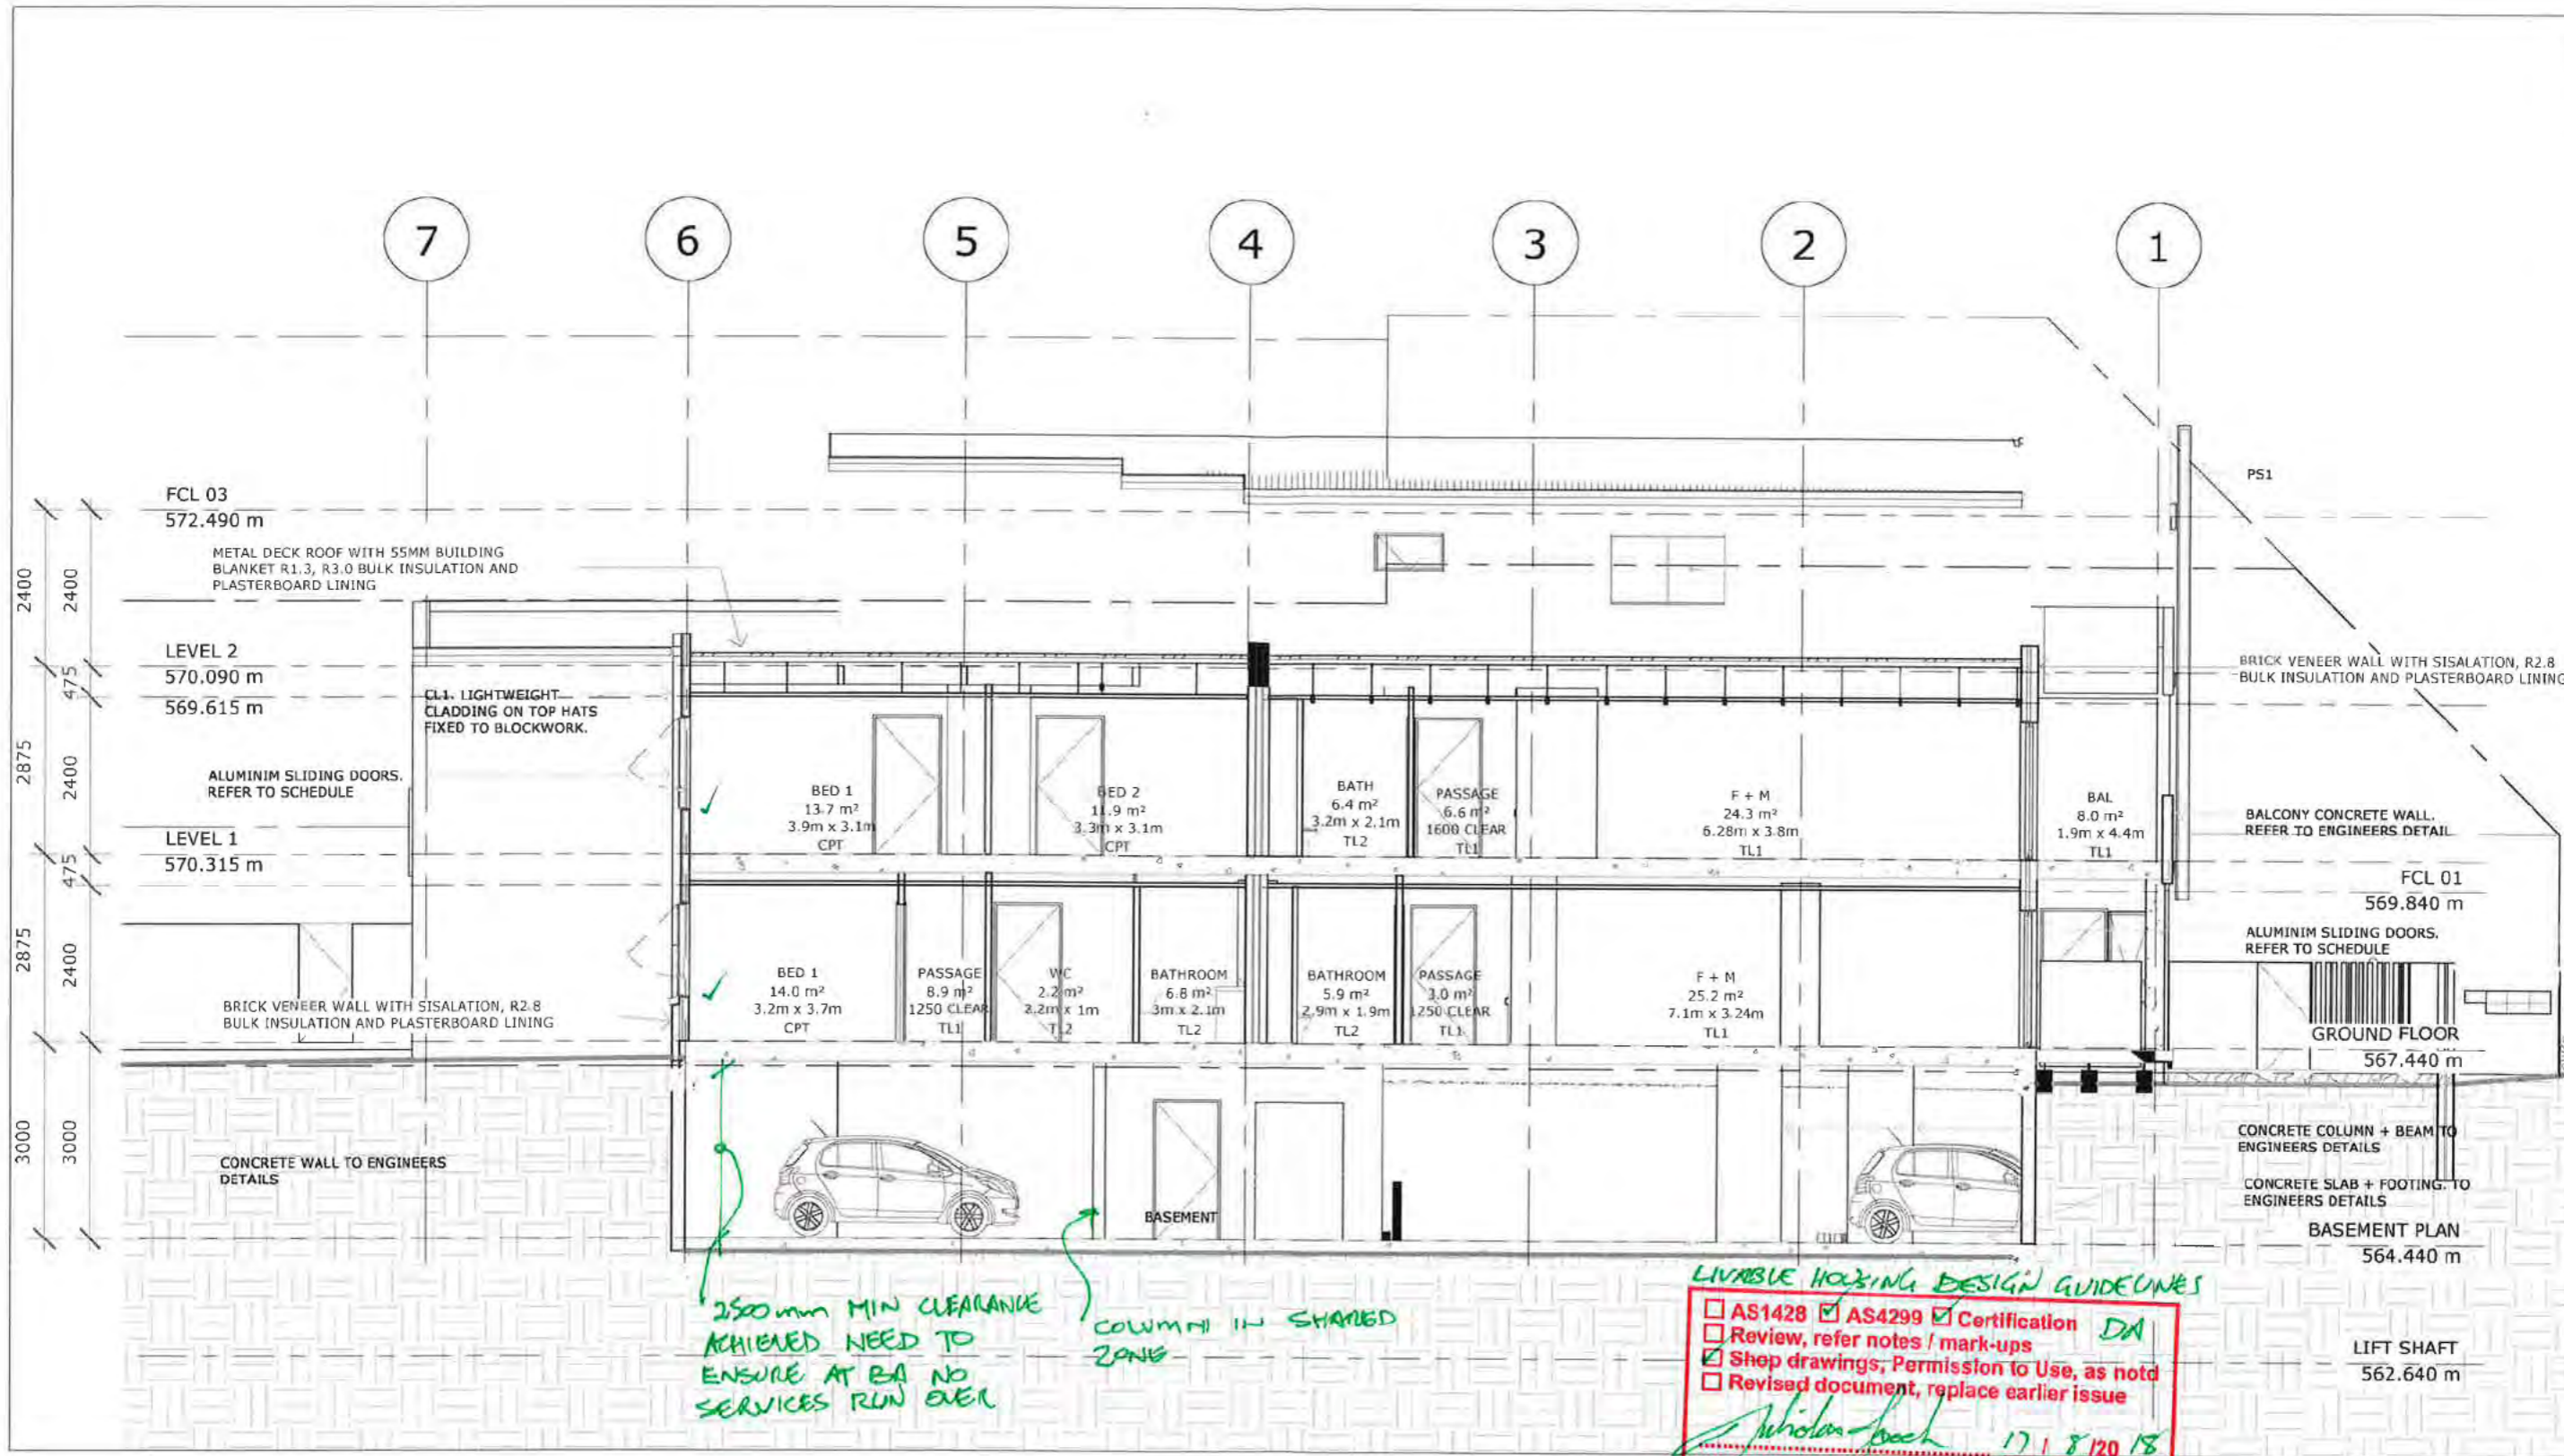 7
6
5
4
3
2
1
FCL 03
572.490 m
METAL DECK ROOF WITH 55MM BUILDING
BLANKET R1.3, R3.0 BULK INSULATION AND
PLASTERBOARD LINING
PS1
2400
2400
LEVEL 2
570.090 m
475
569.615 m
CL1. LIGHTWEIGHT
CLADDING ON TOP HATS
FIXED TO BLOCKWORK.
BRICK VENEER WALL WITH SISALATION, R2.8
BULK INSULATION AND PLASTERBOARD LINING
2875
2400
ALUMINIM SLIDING DOORS.
REFER TO SCHEDULE
LEVEL 1
570.315 m
475
BED 1
13.7 m²
3.9m x 3.1m
CPT
BED 2
11.9 m²
3.3m x 3.1m
CPT
BATH
6.4 m²
3.2m x 2.1m
TL2
PASSAGE
6.6 m²
1600 CLEAR
TL1
F + M
24.3 m²
6.28m x 3.8m
TL1
BAL
8.0 m²
1.9m x 4.4m
TL1
BALCONY CONCRETE WALL.
REFER TO ENGINEERS DETAIL
FCL 01
569.840 m
ALUMINIM SLIDING DOORS.
REFER TO SCHEDULE
2875
2400
BRICK VENEER WALL WITH SISALATION, R2.8
BULK INSULATION AND PLASTERBOARD LINING
BED 1
14.0 m²
3.2m x 3.7m
CPT
PASSAGE
8.9 m²
1250 CLEAR
TL1
WC
2.2 m²
2.2m x 1m
TL2
BATHROOM
6.8 m²
3m x 2.1m
TL2
BATHROOM
5.9 m²
2.9m x 1.9m
TL2
PASSAGE
3.0 m²
1250 CLEAR
TL1
F + M
25.2 m²
7.1m x 3.24m
TL1
GROUND FLOOR
567.440 m
3000
3000
CONCRETE WALL TO ENGINEERS
DETAILS
BASEMENT
CONCRETE COLUMN + BEAM TO
ENGINEERS DETAILS
CONCRETE SLAB + FOOTING. TO
ENGINEERS DETAILS
BASEMENT PLAN
564.440 m
LIFT SHAFT
562.640 m
2500mm MIN CLEARANCE
ACHIEVED NEED TO
ENSURE AT BA NO
SERVICES RUN OVER
COLUMN IN SHARED
ZONE
LIVABLE HOUSING DESIGN GUIDELINES
AS1428 AS4299 Certification DA
Review, refer notes / mark-ups
Shop drawings, Permission to Use, as notd
Revised document, replace earlier issue
17 / 8 /20 18